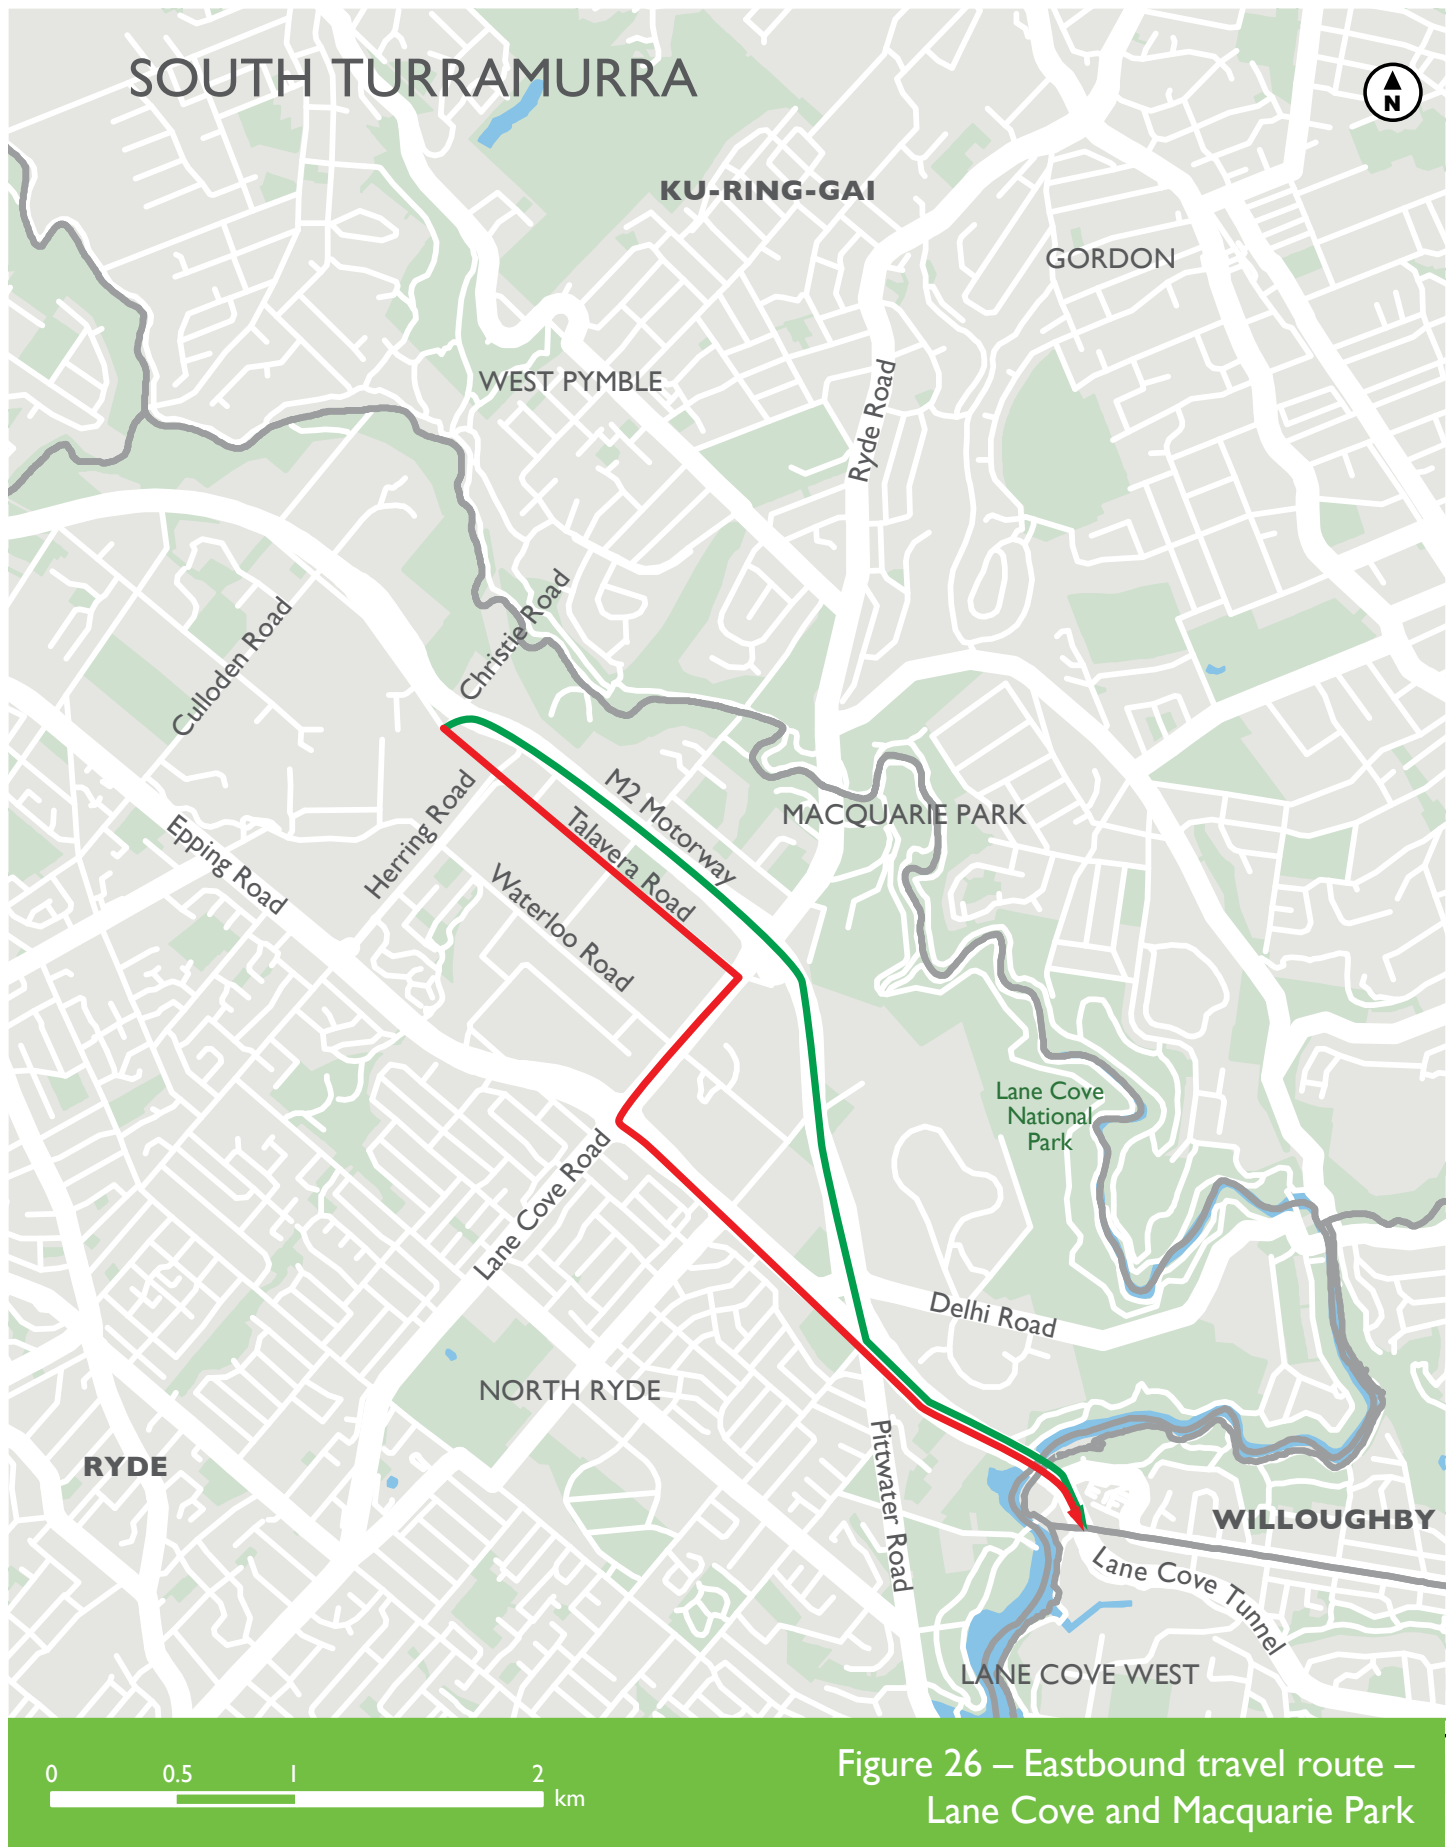 SOUTH TURRAMURRA
N
KU-RING-GAI
GORDON
WEST PYMBLE
Ryde Road
Christie Road
Culloden Road
M2 Motorway
MACQUARIE PARK
Herring Road
Talavera Road
Epping Road
Waterloo Road
Lane Cove
National
Park
Lane Cove Road
Delhi Road
NORTH RYDE
Pittwater Road
RYDE
WILLOUGHBY
Lane Cove Tunnel
LANE COVE WEST
0 0.5 1 2
km
Figure 26 – Eastbound travel route –
Lane Cove and Macquarie Park